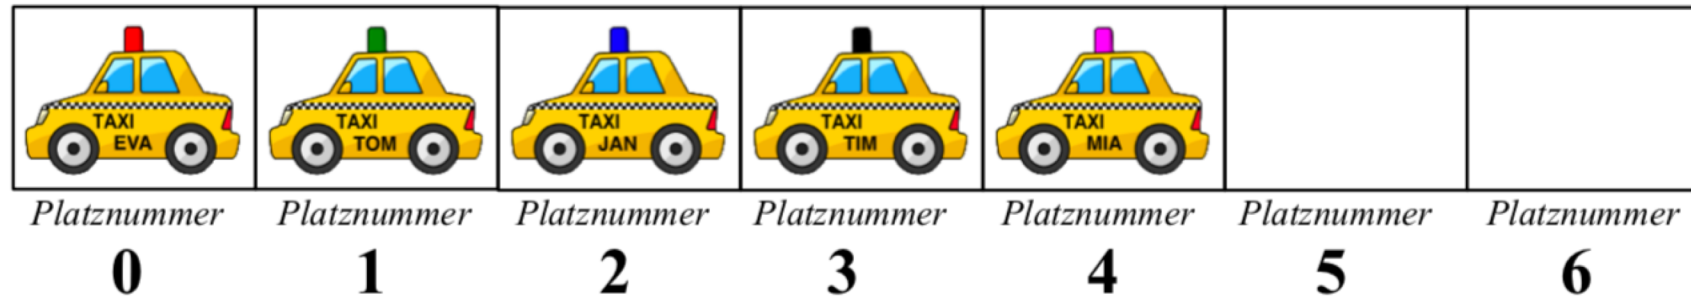 TAXI
EVA
TAXI
TOM
TAXI
JAN
TAXI
TIM
TAXI
MIA
Platznummer Platznummer Platznummer Platznummer Platznummer Platznummer Platznummer
0 1 2 3 4 5 6